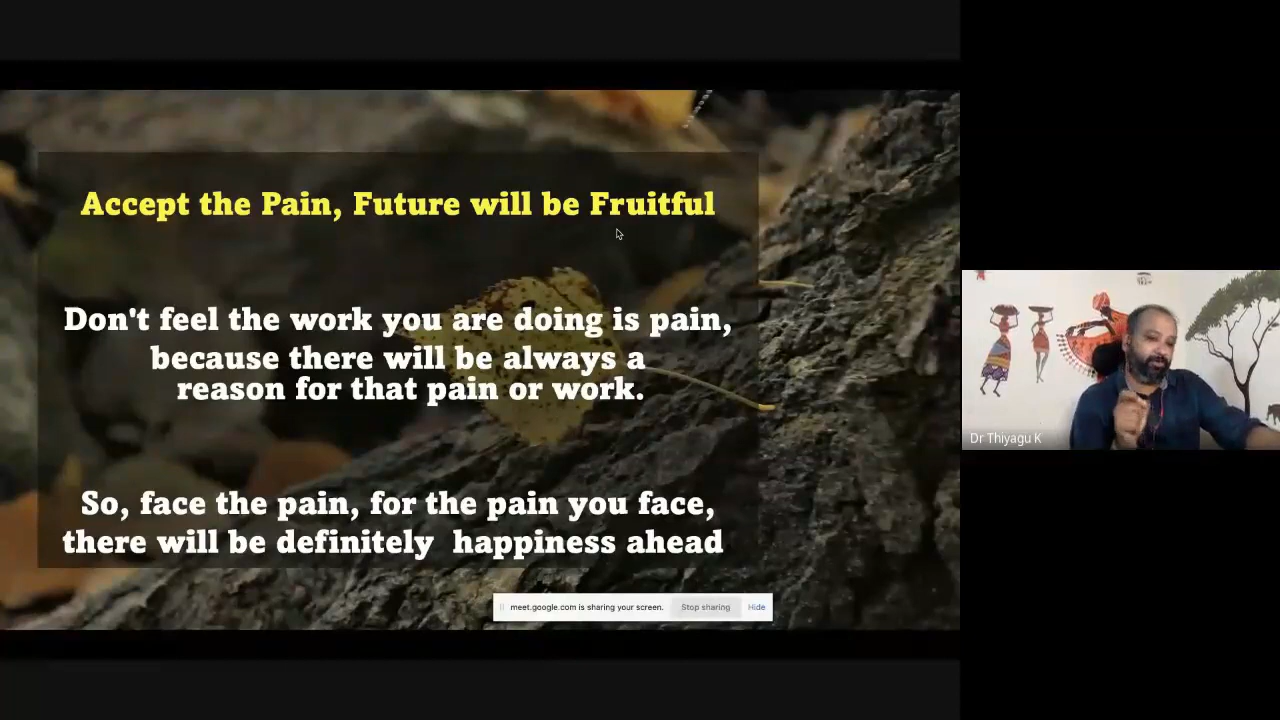 Accept the Pain, Future will be Fruitful
Don't feel the work you are doing is pain,
because there will be always a
reason for that pain or work.
So, face the pain, for the pain you face,
there will be definitely  happiness ahead
meet.google.com is sharing your screen.
Stop sharing
Hide
Dr Thiyagu K